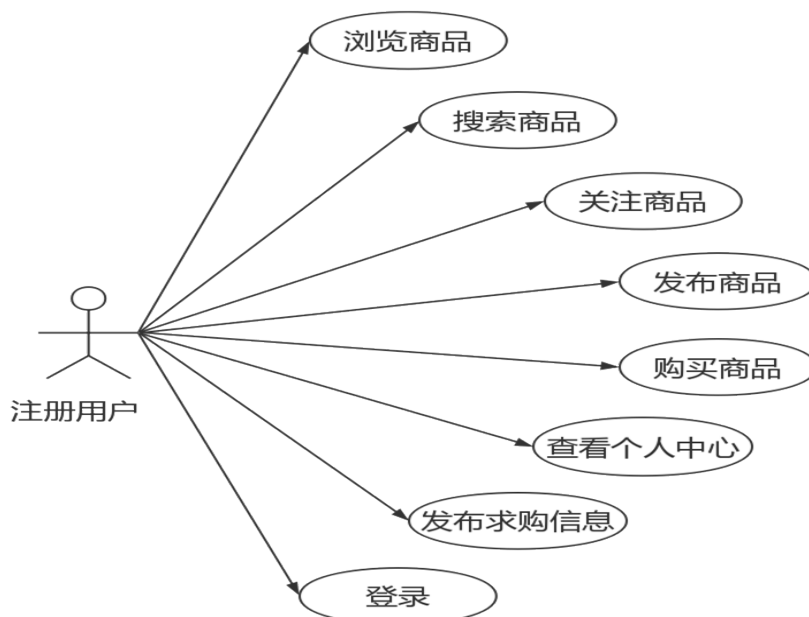 浏览商品
搜索商品
关注商品
发布商品
注册用户
购买商品
查看个人中心
发布求购信息
登录